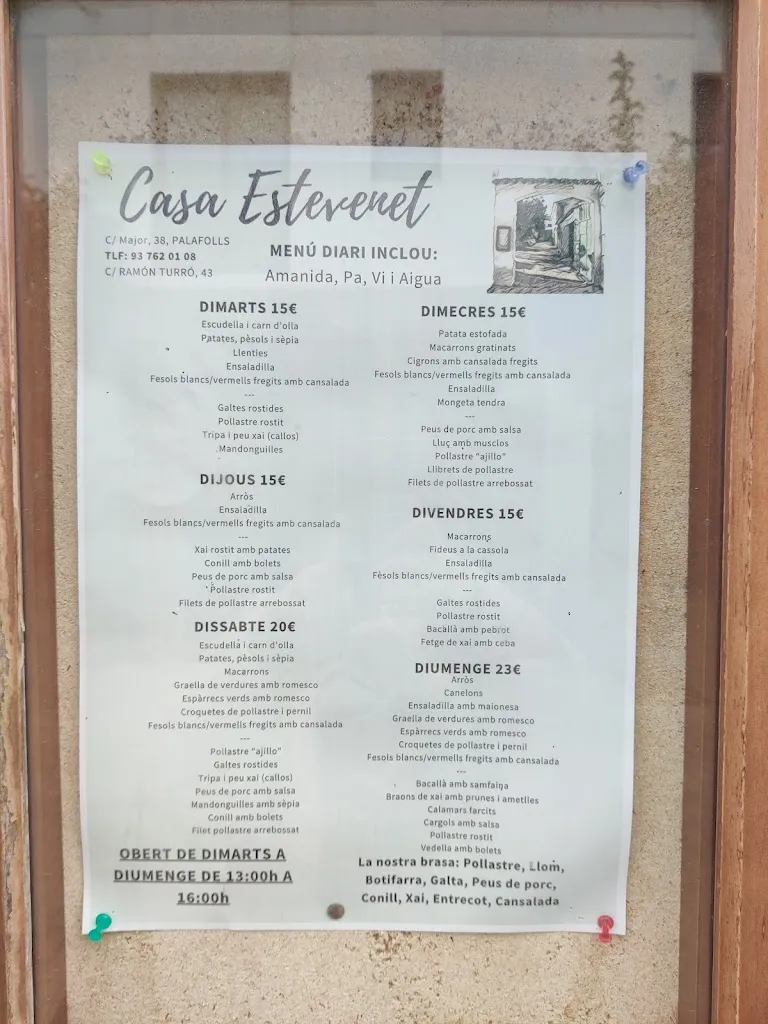 Casa Estevenet
C/ Major, 38, PALAFOLLS
TLF: 93 762 01 08
C/ RAMÓN TURRÓ, 43
MENÚ DIARI INCLOU:
Amanida, Pa, Vi i Aigua
DIMARTS 15€
Escudella i carn d'olla
Patates, pèsols i sèpia
Llenties
Ensaladilla
Fesols blancs/vermells fregits amb cansalada
---
Galtes rostides
Pollastre rostit
Tripa i peu xai (callos)
Mandonguilles
DIMECRES 15€
Patata estofada
Macarrons gratinats
Cigrons amb cansalada fregits
Fesols blancs/vermells fregits amb cansalada
Ensaladilla
Mongeta tendra
---
Peus de porc amb salsa
Lluç amb musclos
Pollastre "ajillo"
Llibrets de pollastre
Filets de pollastre arrebossat
DIJOUS 15€
Arròs
Ensaladilla
Fesols blancs/vermells fregits amb cansalada
---
Xai rostit amb patates
Conill amb bolets
Peus de porc amb salsa
Pollastre rostit
Filets de pollastre arrebossat
DIVENDRES 15€
Macarrons
Fideus a la cassola
Ensaladilla
Fèsols blancs/vermells fregits amb cansalada
---
Galtes rostides
Pollastre rostit
Bacallà amb pebrot
Fetge de xai amb ceba
DISSABTE 20€
Escudella i carn d'olla
Patates, pèsols i sèpia
Macarrons
Graella de verdures amb romesco
Espàrrecs verds amb romesco
Croquetes de pollastre i pernil
Fesols blancs/vermells fregits amb cansalada
---
Pollastre "ajillo"
Galtes rostides
Tripa i peu xai (callos)
Peus de porc amb salsa
Mandonguilles amb sèpia
Conill amb bolets
Filet pollastre arrebossat
DIUMENGE 23€
Arròs
Canelons
Ensaladilla amb maionesa
Graella de verdures amb romesco
Espàrrecs verds amb romesco
Croquetes de pollastre i pernil
Fesols blancs/vermells fregits amb cansalada
---
Bacallà amb samfaina
Braons de xai amb prunes i ametlles
Calamars farcits
Cargols amb salsa
Pollastre rostit
Vedella amb bolets
OBERT DE DIMARTS A
DIUMENGE DE 13:00h A
16:00h
La nostra brasa: Pollastre, Llom,
Botifarra, Galta, Peus de porc,
Conill, Xai, Entrecot, Cansalada